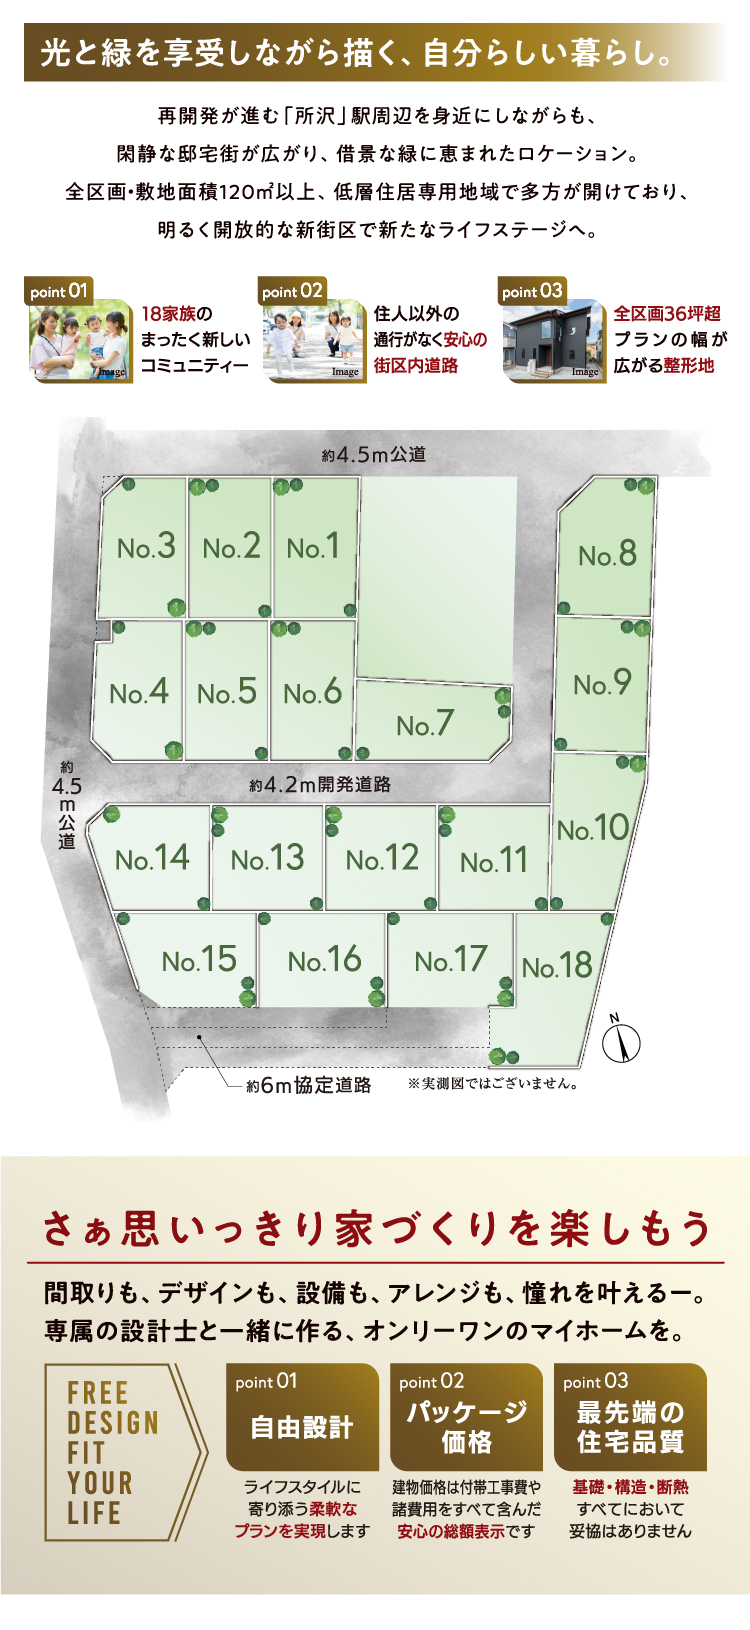 光と緑を享受しながら描く、自分らしい暮らし。
再開発が進む「所沢」駅周辺を身近にしながらも、
閑静な邸宅街が広がり、借景な緑に恵まれたロケーション。
全区画・敷地面積120㎡以上、低層住居専用地域で多方が開けており、
明るく開放的な新街区で新たなライフステージへ。
point 01
18家族の
まったく新しい
コミュニティー
Image
point 02
住人以外の
通行がなく安心の
街区内道路
Image
point 03
全区画36坪超
プランの幅が
広がる整形地
Image
約4.5m公道
No.3
No.2
No.1
No.8
No.4
No.5
No.6
No.7
No.9
約4.5m公道
約4.2m開発道路
No.10
No.14
No.13
No.12
No.11
No.15
No.16
No.17
No.18
N
約6m協定道路
※実測図ではございません。
さぁ思いっきり家づくりを楽しもう
間取りも、デザインも、設備も、アレンジも、憧れを叶えるー。
専属の設計士と一緒に作る、オンリーワンのマイホームを。
FREE
DESIGN
FIT
YOUR
LIFE
point 01
自由設計
ライフスタイルに
寄り添う柔軟な
プランを実現します
point 02
パッケージ
価格
建物価格は付帯工事費や
諸費用をすべて含んだ
安心の総額表示です
point 03
最先端の
住宅品質
基礎・構造・断熱
すべてにおいて
妥協はありません